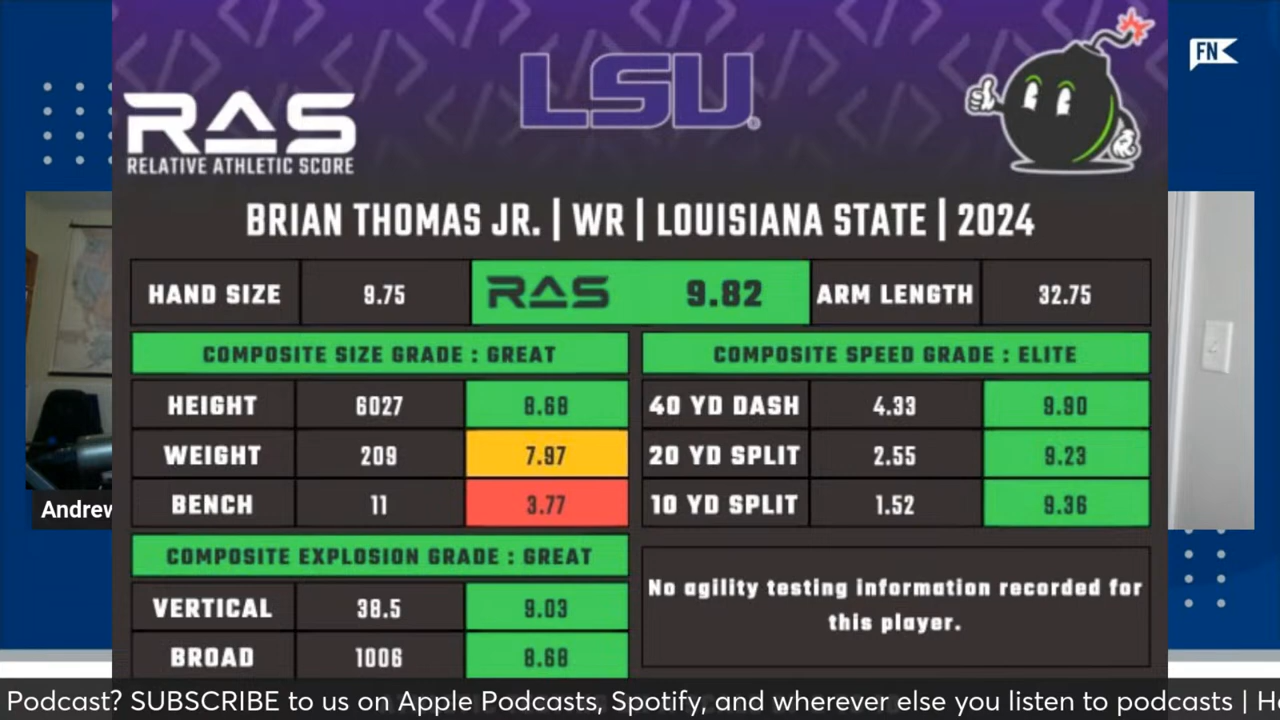 LSU
FN
RAS
RELATIVE ATHLETIC SCORE
BRIAN THOMAS JR. | WR | LOUISIANA STATE | 2024
HAND SIZE 9.75 RAS 9.82 ARM LENGTH 32.75
COMPOSITE SIZE GRADE : GREAT
HEIGHT 6027 8.68
WEIGHT 209 7.97
BENCH 11 3.77
COMPOSITE SPEED GRADE : ELITE
40 YD DASH 4.33 9.90
20 YD SPLIT 2.55 9.23
10 YD SPLIT 1.52 9.36
COMPOSITE EXPLOSION GRADE : GREAT
VERTICAL 38.5 9.03
BROAD 1006 8.68
No agility testing information recorded for
this player.
Andrew
Podcast? SUBSCRIBE to us on Apple Podcasts, Spotify, and wherever else you listen to podcasts | H